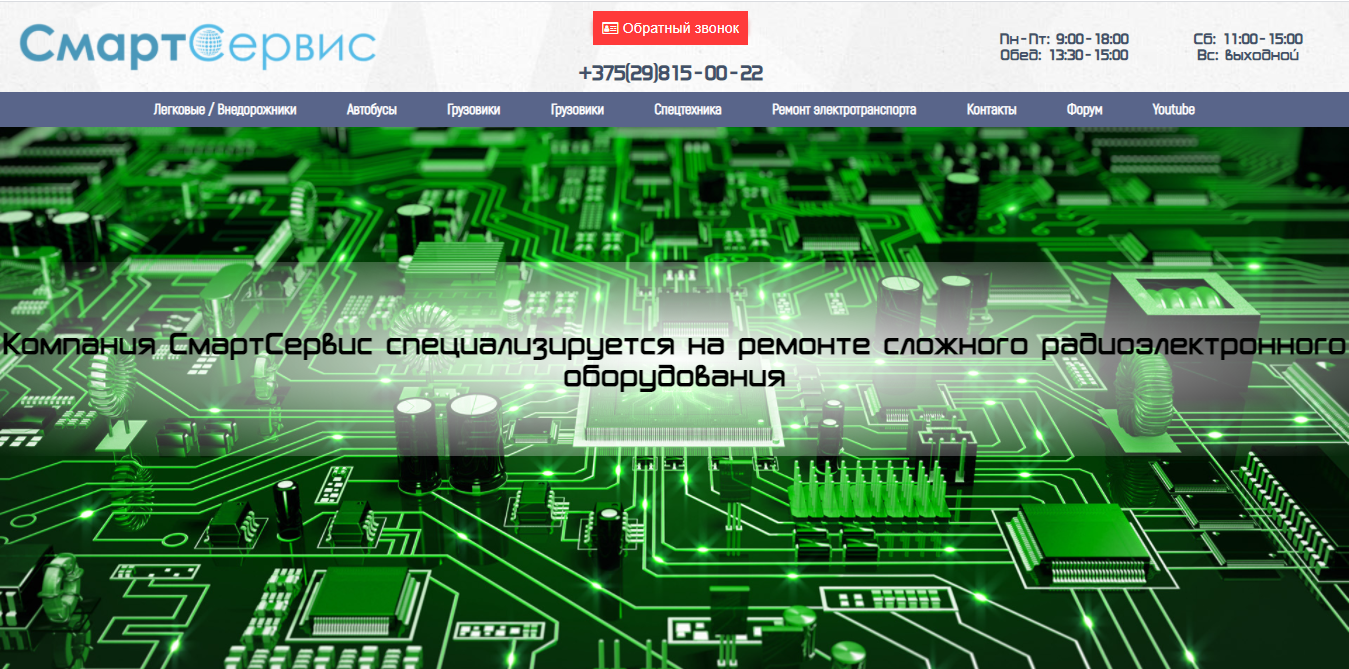 СмартСервис
Обратный звонок
+375(29)815-00-22
Пн-Пт: 9:00-18:00
Обед: 13:30-15:00
Сб: 11:00-15:00
Вс: выходной
Легковые / Внедорожники Автобусы Грузовики Грузовики Спецтехника Ремонт электротранспорта Контакты Форум Youtube
Компания СмартСервис специализируется на ремонте сложного радиоэлектронного
оборудования